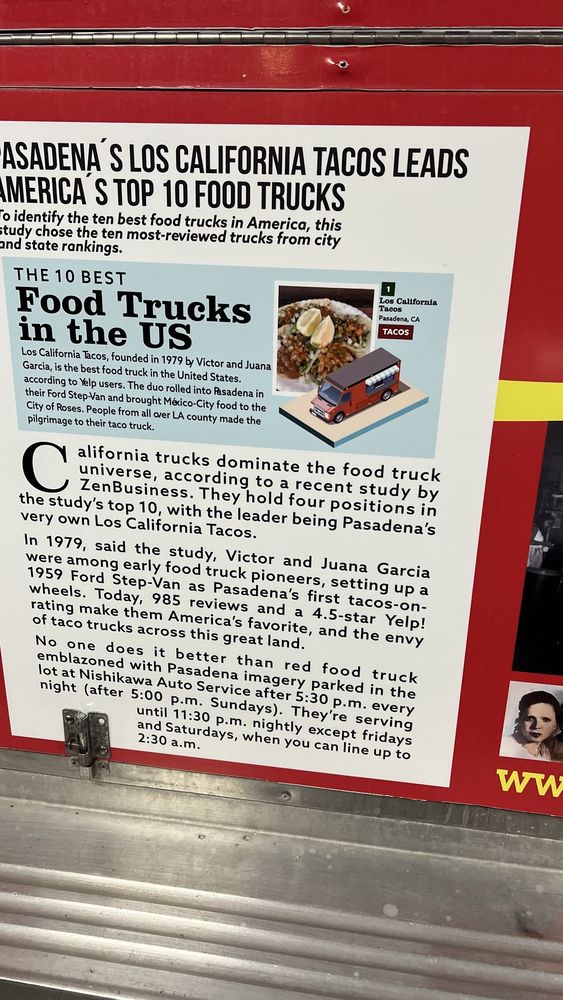 PASADENA´S LOS CALIFORNIA TACOS LEADS
AMERICA´S TOP 10 FOOD TRUCKS
To identify the ten best food trucks in America, this
study chose the ten most-reviewed trucks from city
and state rankings.
THE 10 BEST
Food Trucks
in the US
Los California Tacos, founded in 1979 by Victor and Juana
Garcia, is the best food truck in the United States.
according to Yelp users. The duo rolled into Pasadena in
their Ford Step-Van and brought México-City food to the
City of Roses. People from all over LA county made the
pilgrimage to their taco truck.
1
Los California
Tacos
Pasadena, CA
TACOS
California trucks dominate the food truck
universe, according to a recent study by
ZenBusiness. They hold four positions in
the study's top 10, with the leader being Pasadena's
very own Los California Tacos.
In 1979, said the study, Victor and Juana Garcia
were among early food truck pioneers, setting up a
1959 Ford Step-Van as Pasadena's first tacos-on-
wheels. Today, 985 reviews and a 4.5-star Yelp!
rating make them America's favorite, and the envy
of taco trucks across this great land.
No one does it better than red food truck
emblazoned with Pasadena imagery parked in the
lot at Nishikawa Auto Service after 5:30 p.m. every
night (after 5:00 p.m. Sundays). They're serving
until 11:30 p.m. nightly except fridays
and Saturdays, when you can line up to
2:30 a.m.
ww